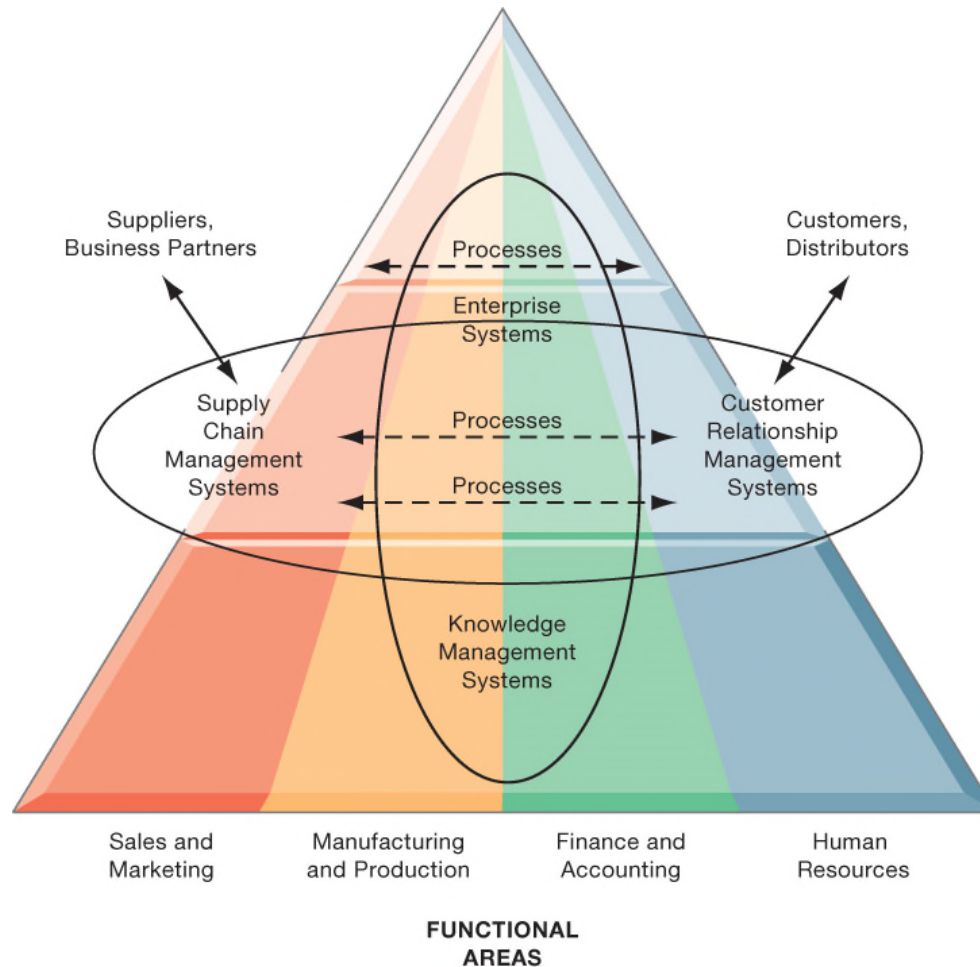 Suppliers,
Business Partners
Customers,
Distributors
Processes
Enterprise
Systems
Supply
Chain
Management
Systems
Processes
Processes
Customer
Relationship
Management
Systems
Knowledge
Management
Systems
Sales and
Marketing
Manufacturing
and Production
Finance and
Accounting
Human
Resources
FUNCTIONAL
AREAS